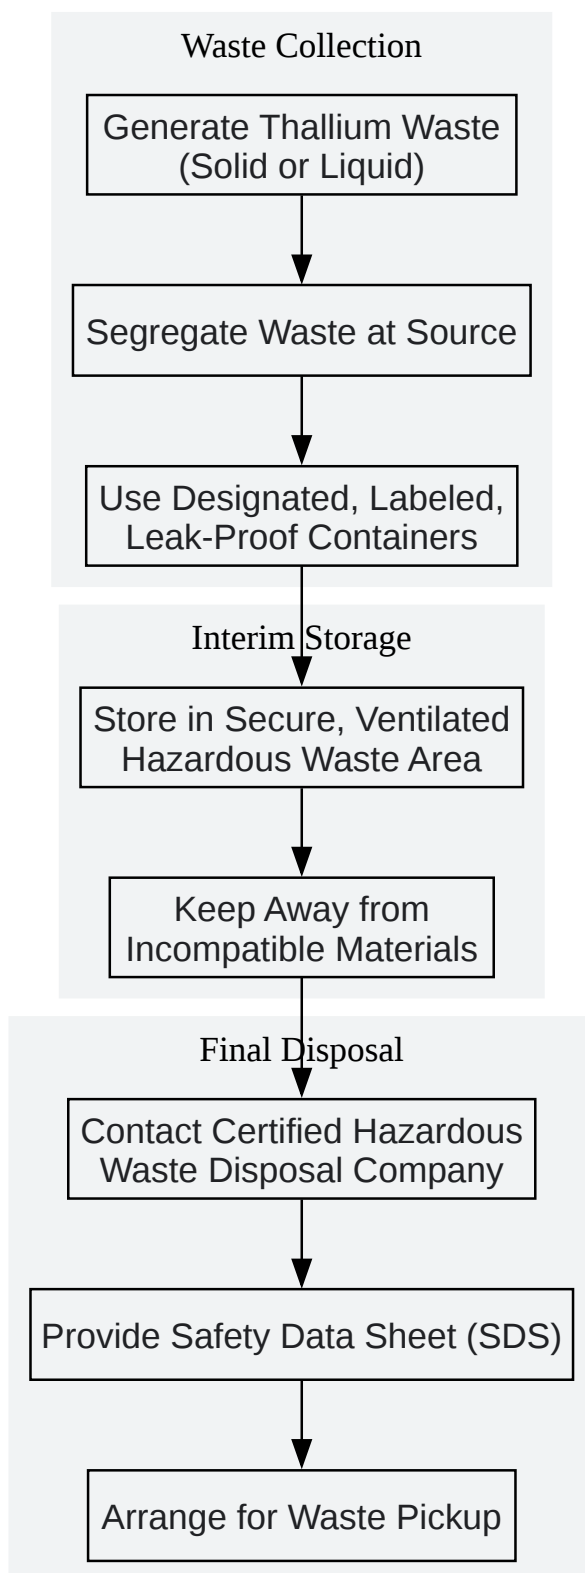 Waste Collection
Generate Thallium Waste
(Solid or Liquid)
Segregate Waste at Source
Use Designated, Labeled,
Leak-Proof Containers
Interim Storage
Store in Secure, Ventilated
Hazardous Waste Area
Keep Away from
Incompatible Materials
Final Disposal
Contact Certified Hazardous
Waste Disposal Company
Provide Safety Data Sheet (SDS)
Arrange for Waste Pickup